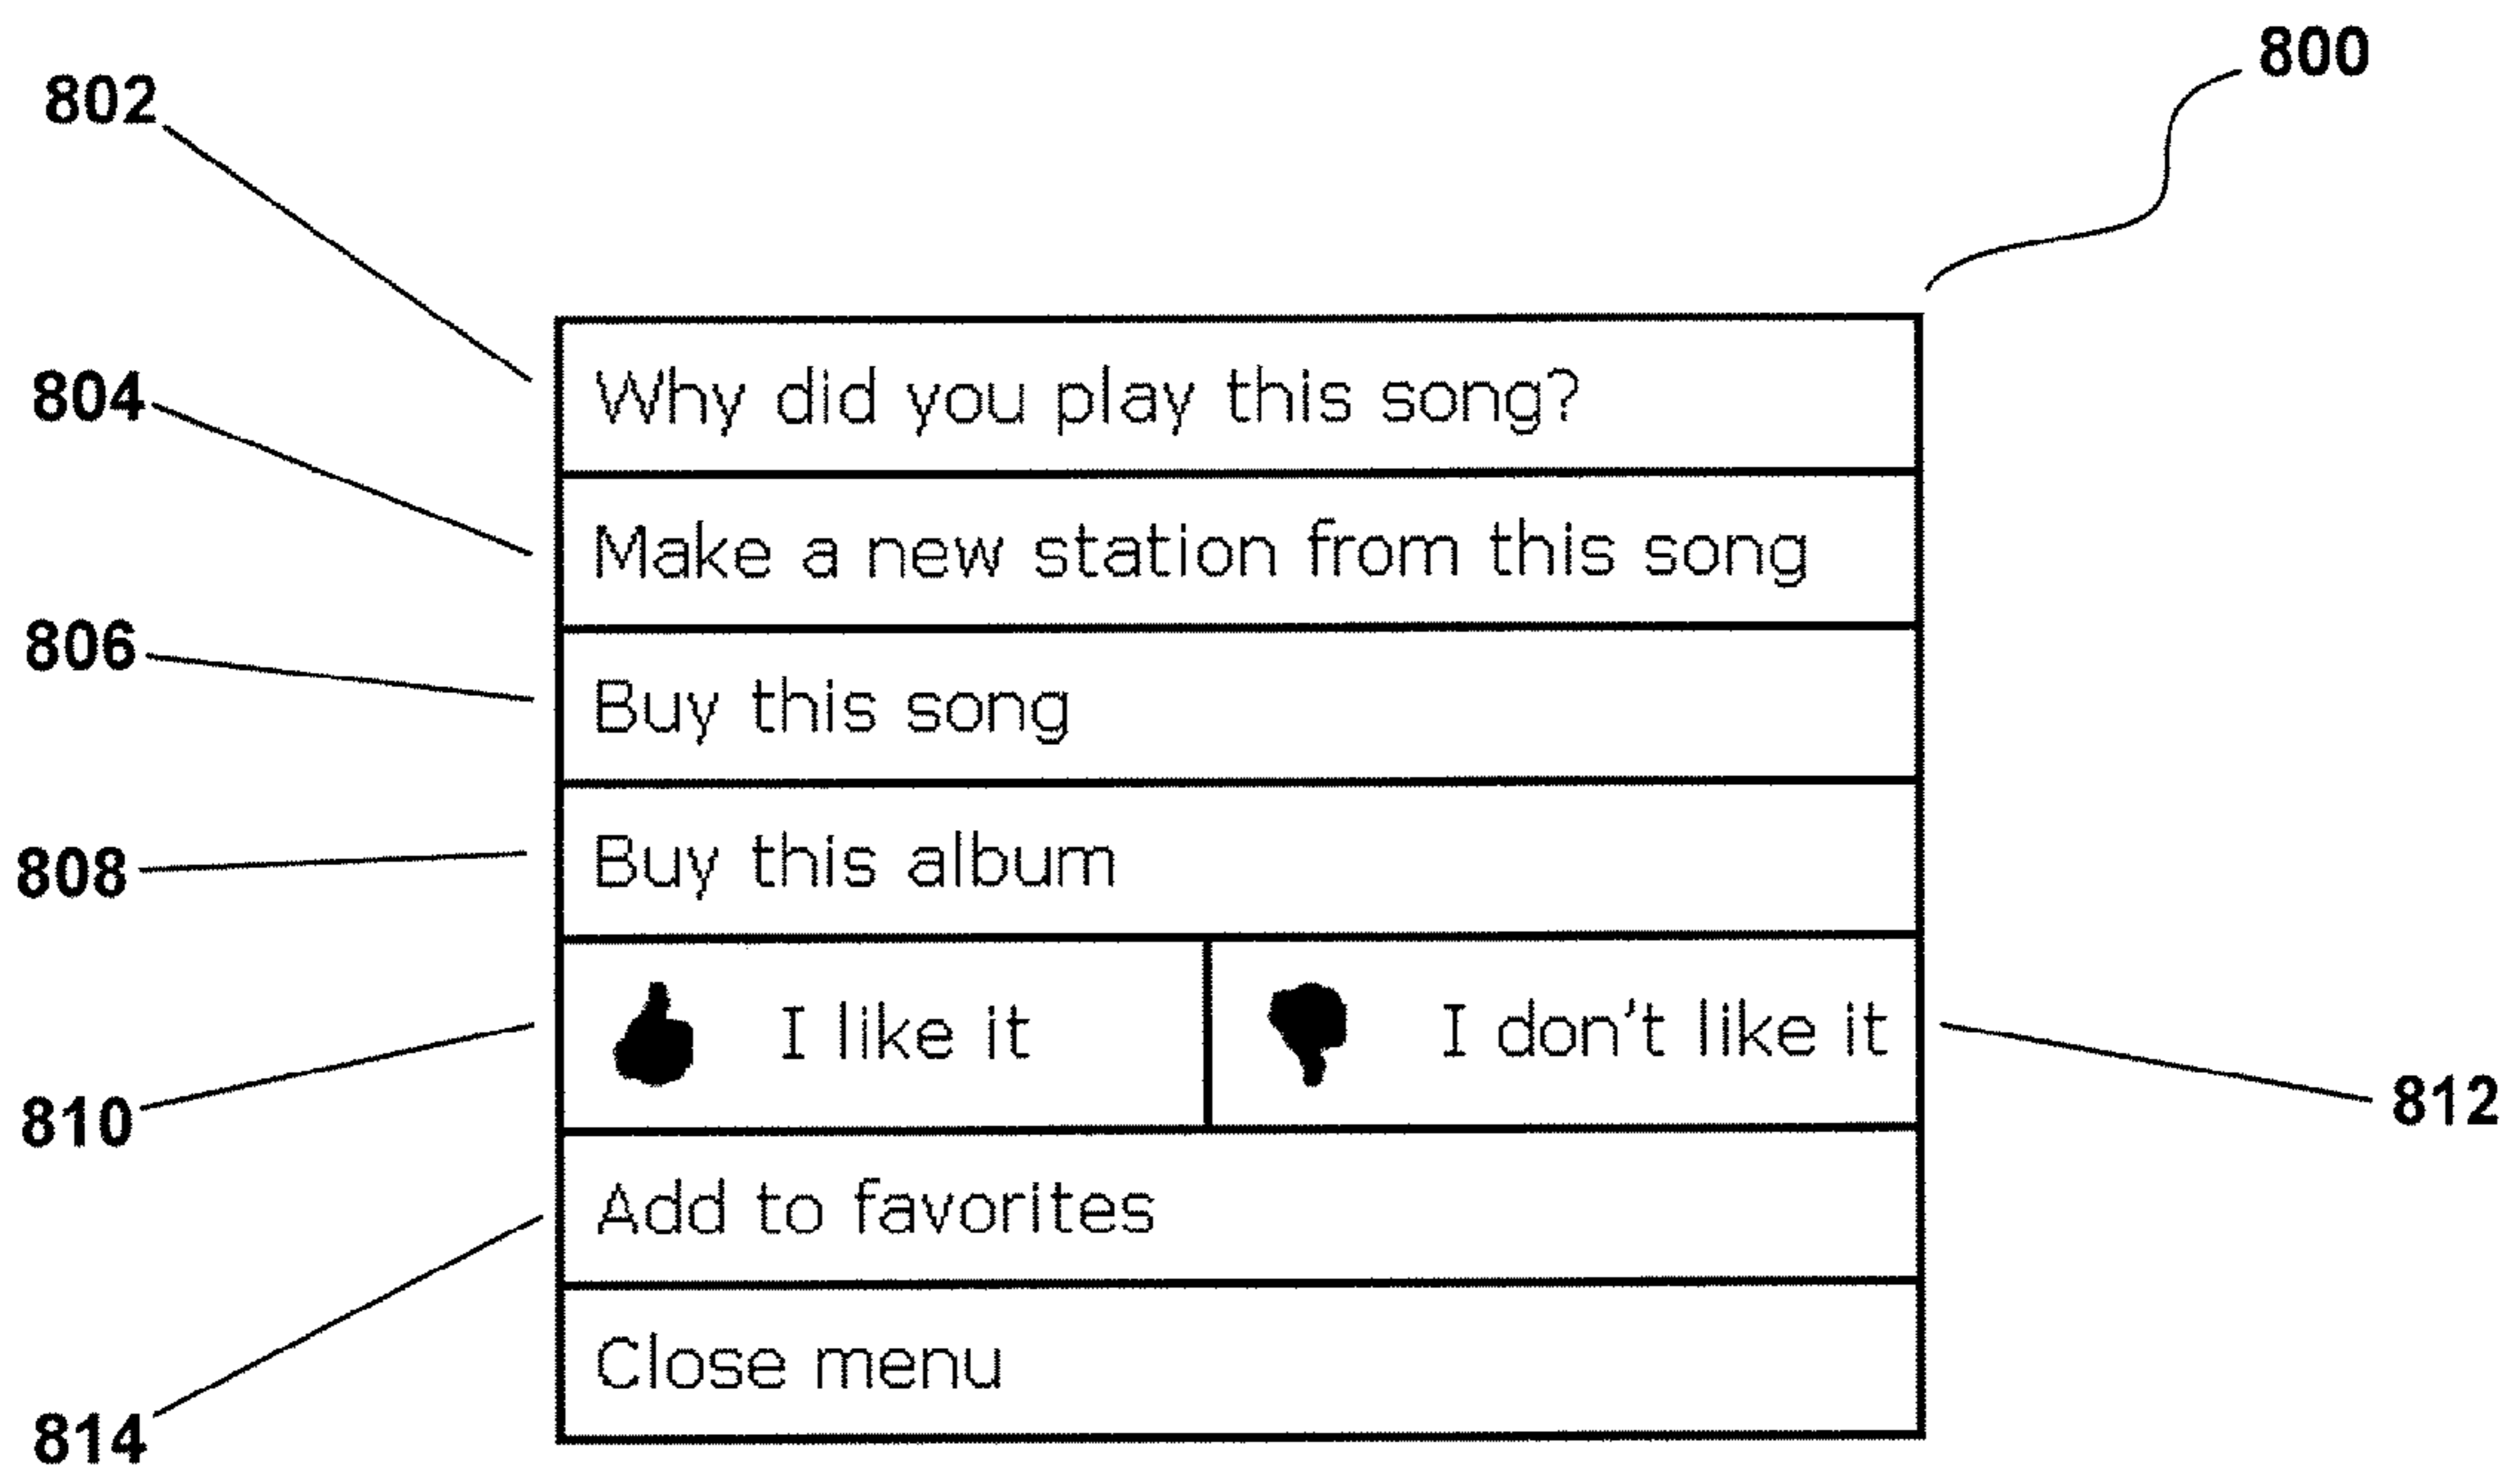 800
802
804
Why did you play this song?
Make a new station from this song
806
Buy this song
808
Buy this album
810
I like it
I don't like it
812
Add to favorites
814
Close menu